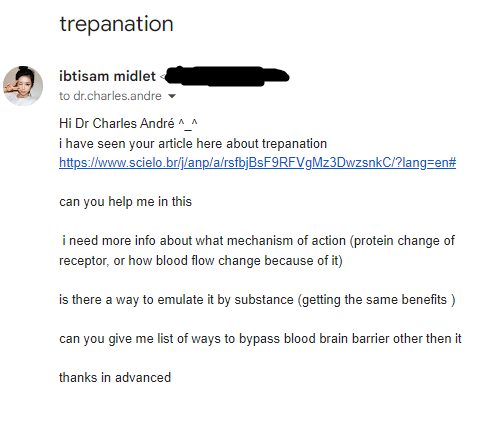 trepanation
ibtisam midlet <
to dr.charles.andre
Hi Dr Charles André ^_^
i have seen your article here about trepanation
https://www.scielo.br/j/anp/a/rsfbjBsF9RFVgMz3DwzsnkC/?lang=en#
can you help me in this
i need more info about what mechanism of action (protein change of
receptor, or how blood flow change because of it)
is there a way to emulate it by substance (getting the same benefits )
can you give me list of ways to bypass blood brain barrier other then it
thanks in advanced